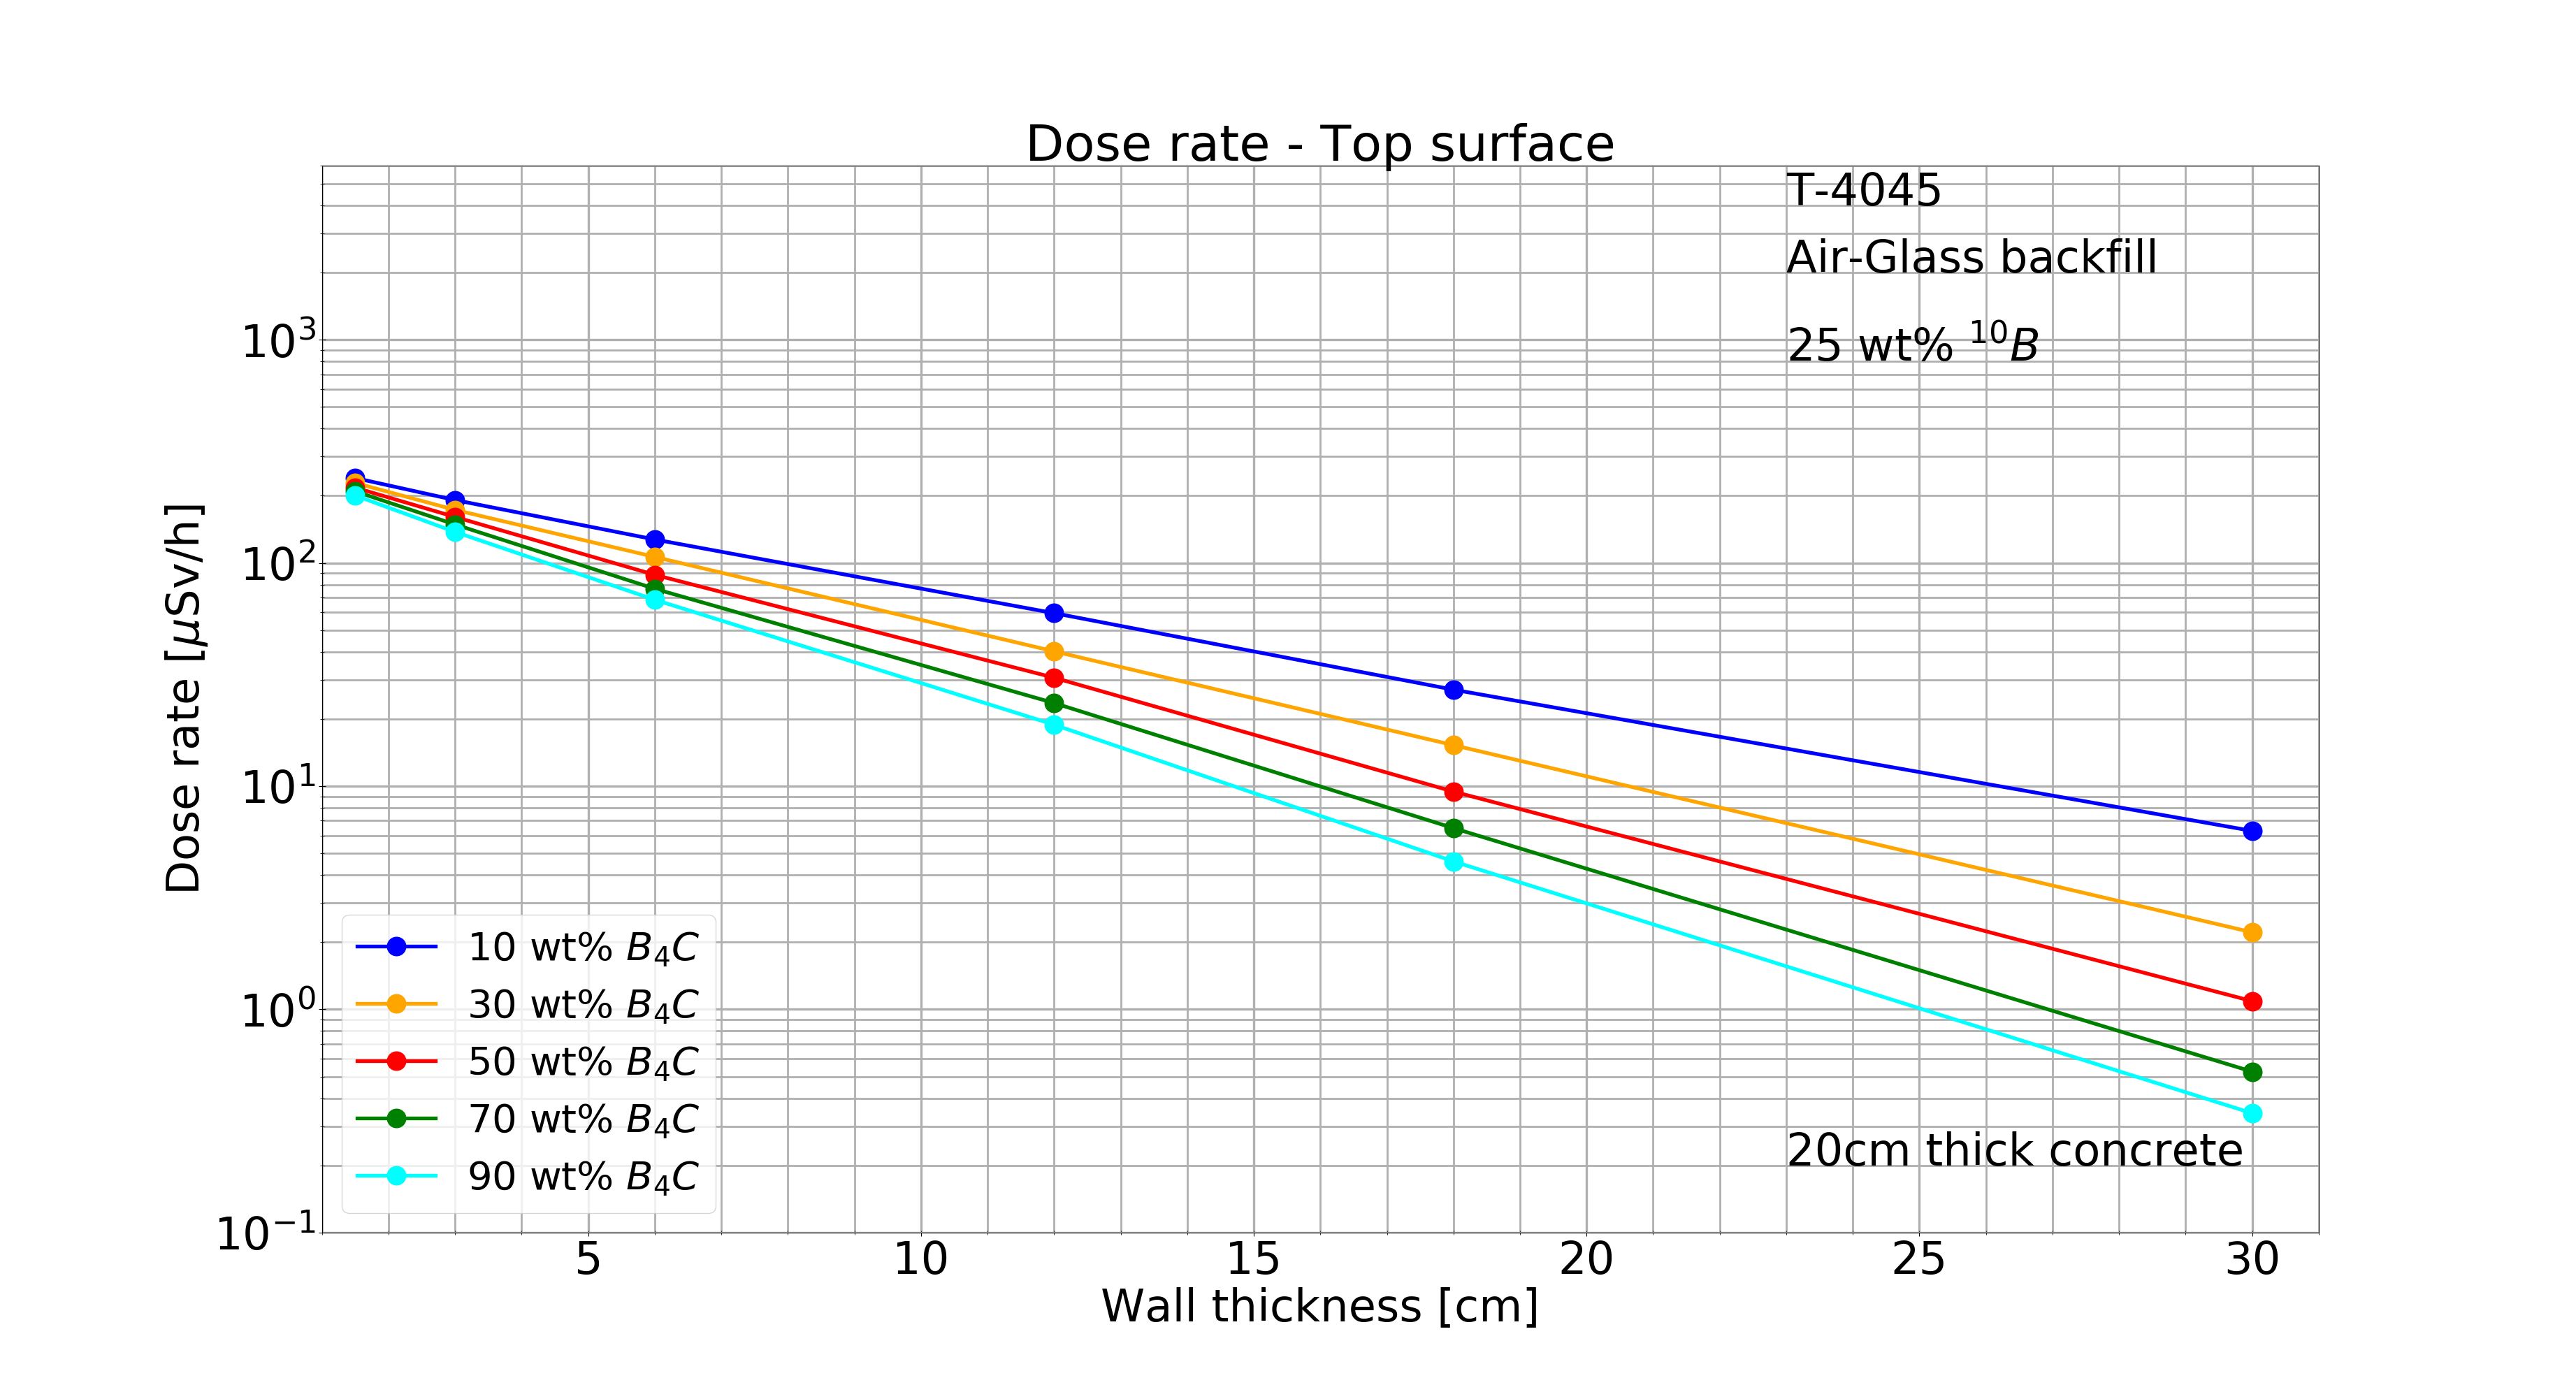 Dose rate - Top surface
T-4045
Air-Glass backfill
25 wt% ¹⁰B
20cm thick concrete
Dose rate [μSv/h]
10³
10²
10¹
10⁰
10⁻¹
10 wt% B₄C
30 wt% B₄C
50 wt% B₄C
70 wt% B₄C
90 wt% B₄C
5 10 15 20 25 30
Wall thickness [cm]